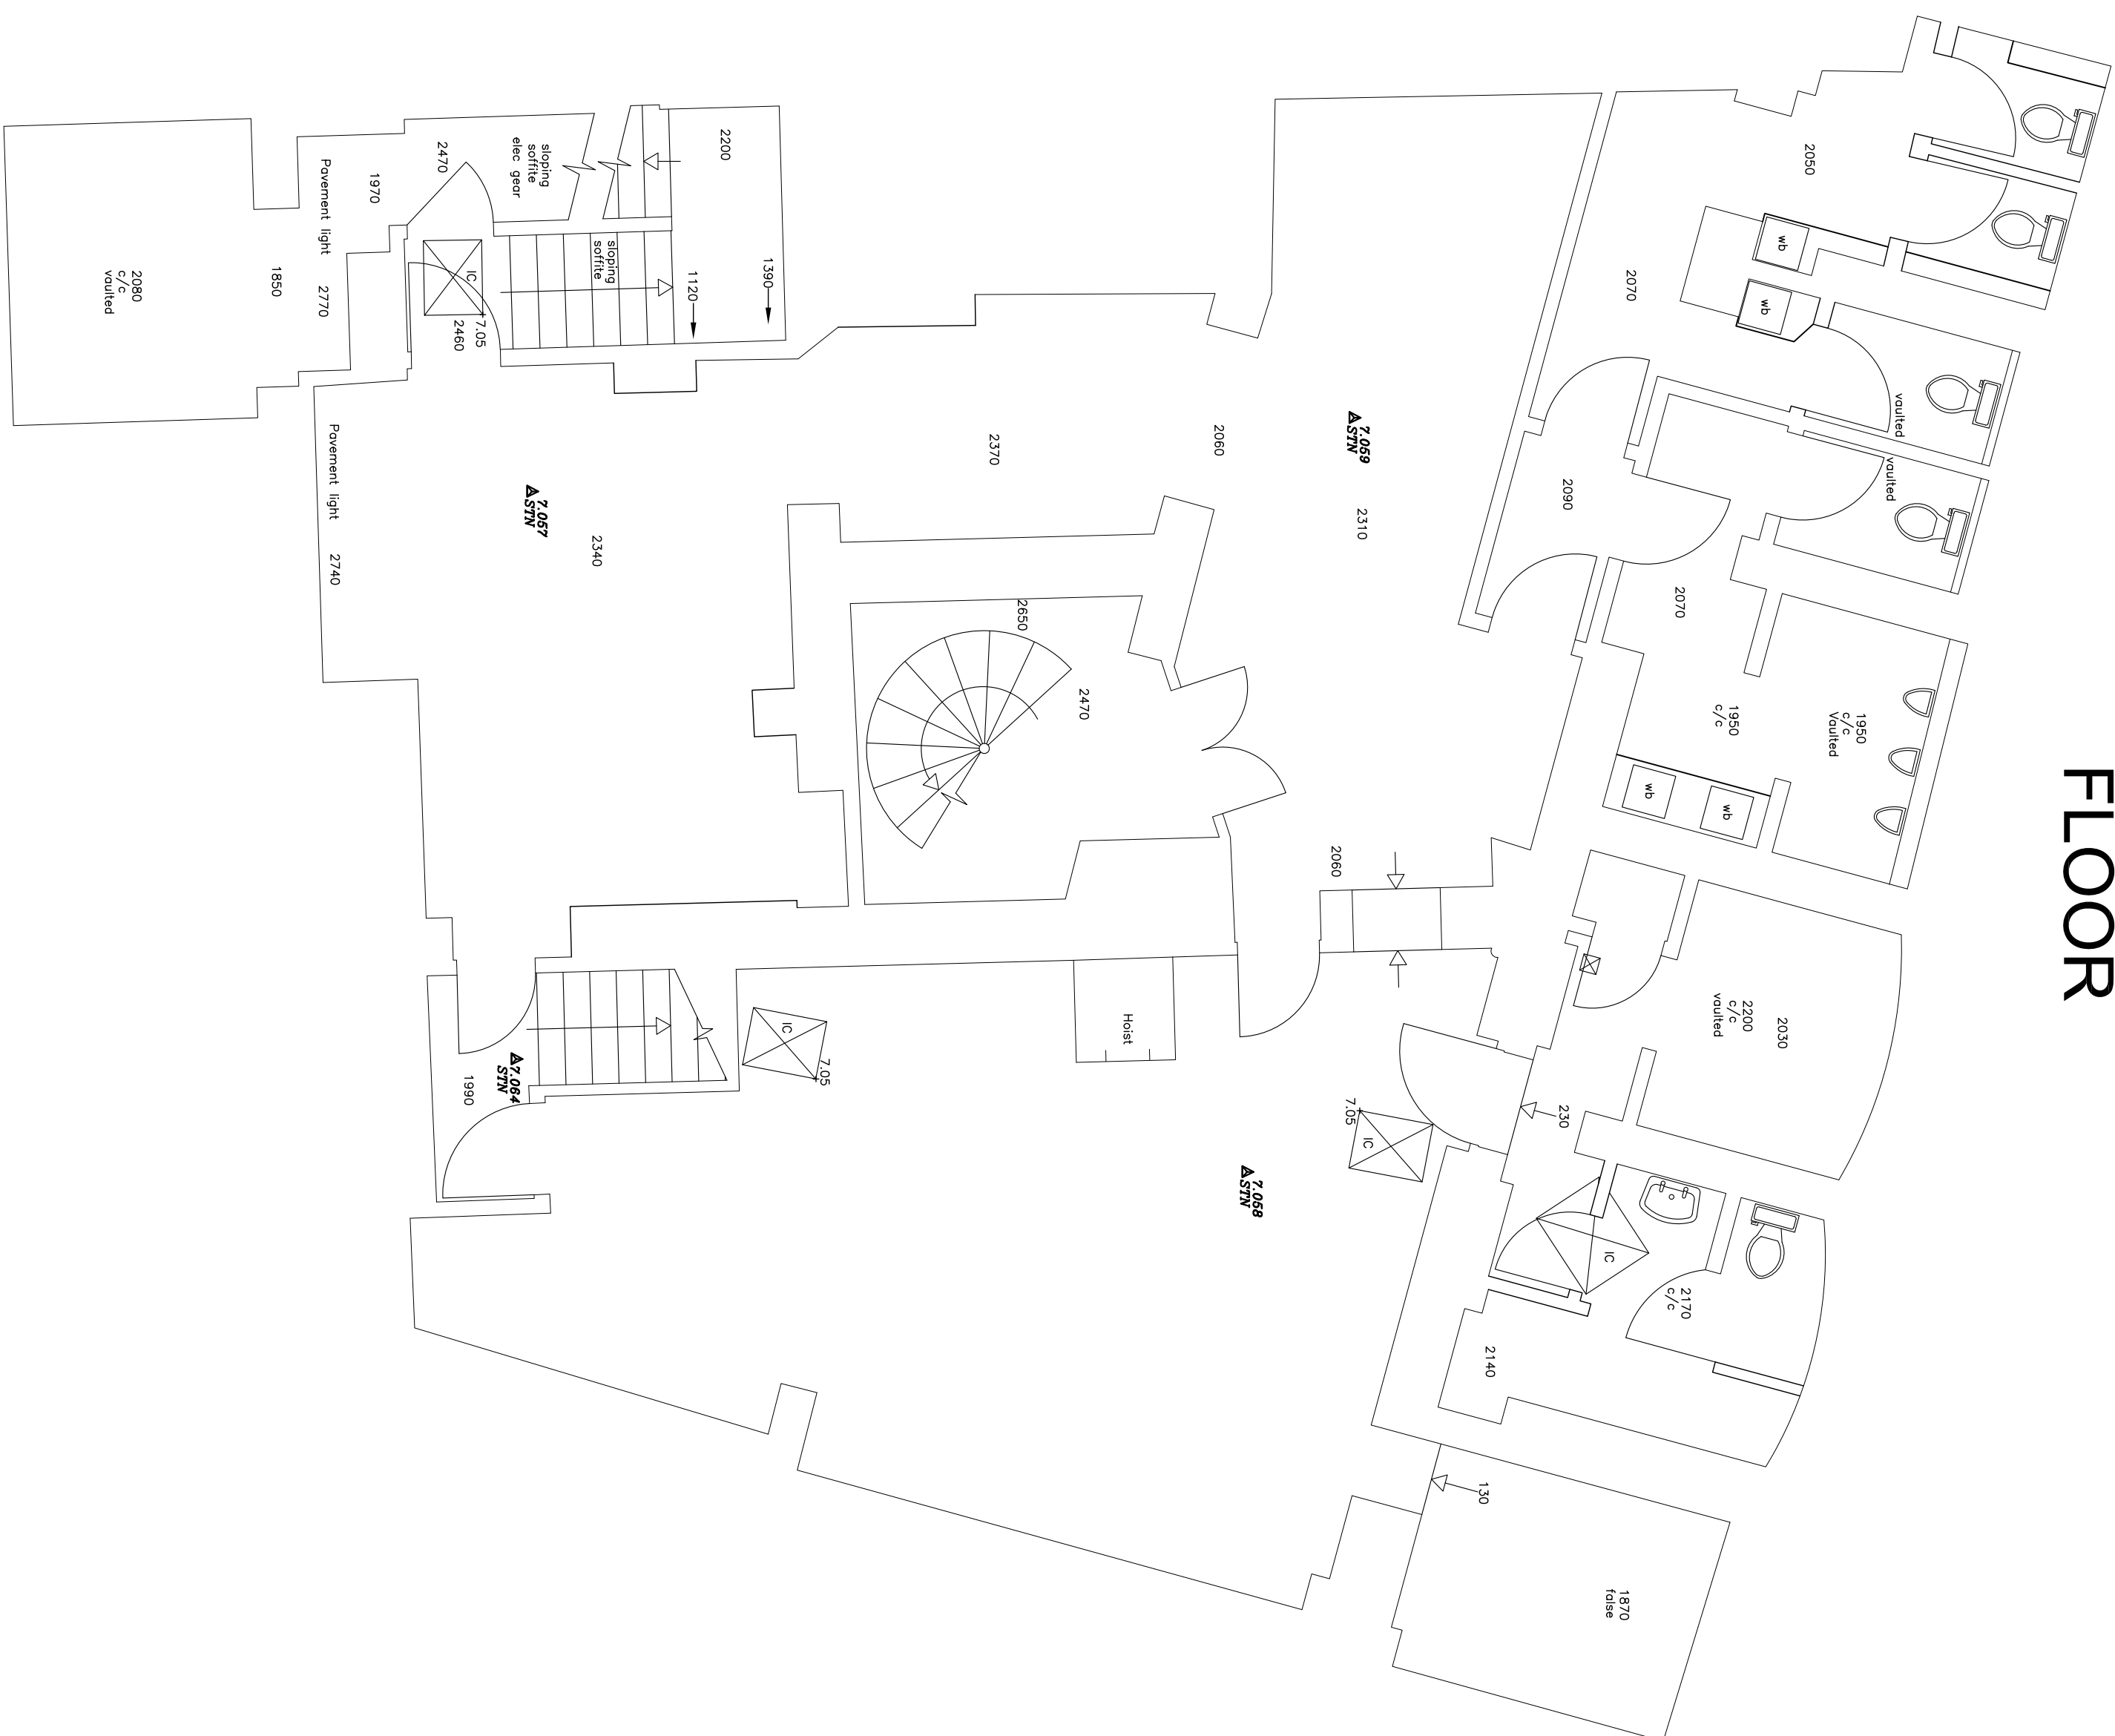 FLOOR
2050
wb
wb
2070
vaulted
vaulted
2090
2070
1950
c/c
Vaulted
1950
c/c
wb
wb
2030
2200
c/c
vaulted
230
IC
2170
c/c
2140
130
1870
false
7.059
STN
2310
2060
2370
2060
7.05
IC
7.058
STN
Hoist
2470
2650
7.05
IC
2200
1390
1120
sloping
soffite
sloping
soffite
elec gear
2470
IC
7.05
2460
1970
Pavement light 2770
1850
2080
c/c
vaulted
2340
7.057
STN
Pavement light 2740
7.064
STN
1990